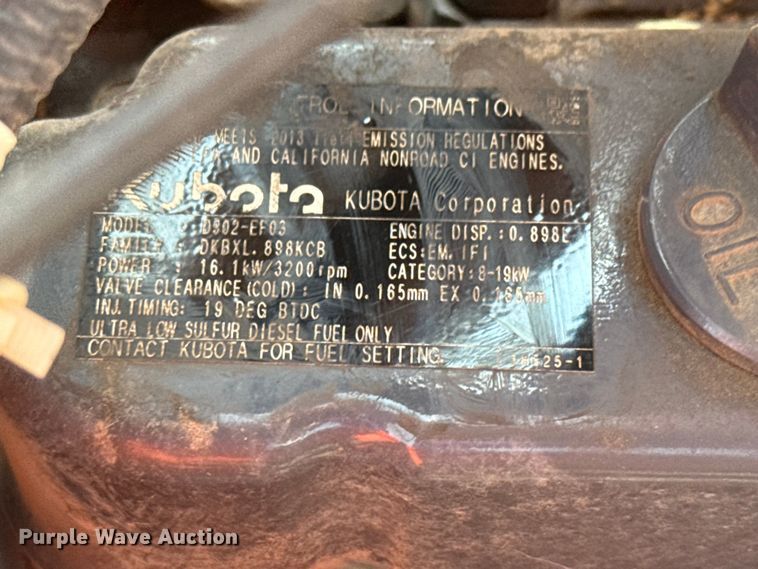 INFORMATION
MEETS 2013 EMISSION REGULATIONS
AND CALIFORNIA NONROAD CI ENGINES.
Kubota KUBOTA Corporation
MODEL D902-EF03 ENGINE DISP.:0.898L
FAMILY : DKBXL.898KCB ECS:EM,IFI
POWER : 16.1kW/3200rpm CATEGORY:8-19kW
VALVE CLEARANCE(COLD): IN 0.165mm EX 0.185mm
INJ.TIMING: 19 DEG BTDC
ULTRA LOW SULFUR DIESEL FUEL ONLY
CONTACT KUBOTA FOR FUEL SETTING.
OIL
Purple Wave Auction